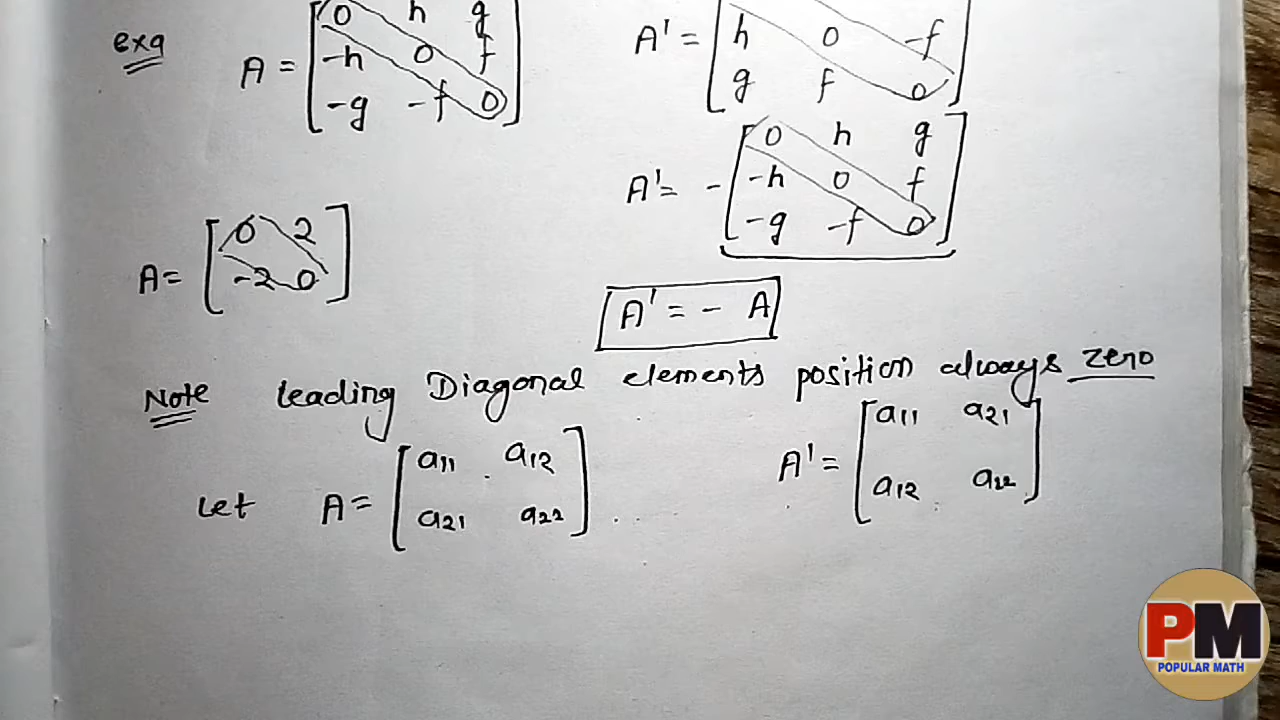 exa A = [ 0 h g
-h 0 f
-g -f 0 ]
A' = [ h 0 -f
g f 0 ]
A' = - [ 0 h g
-h 0 f
-g -f 0 ]
A = [ 0 2
-2 0 ]
A' = - A
Note leading Diagonal elements position always zero
Let A = [ a11 a12
a21 a22 ] . . .
A' = [ a11 a21
a12 a22 ]
PM
POPULAR MATH